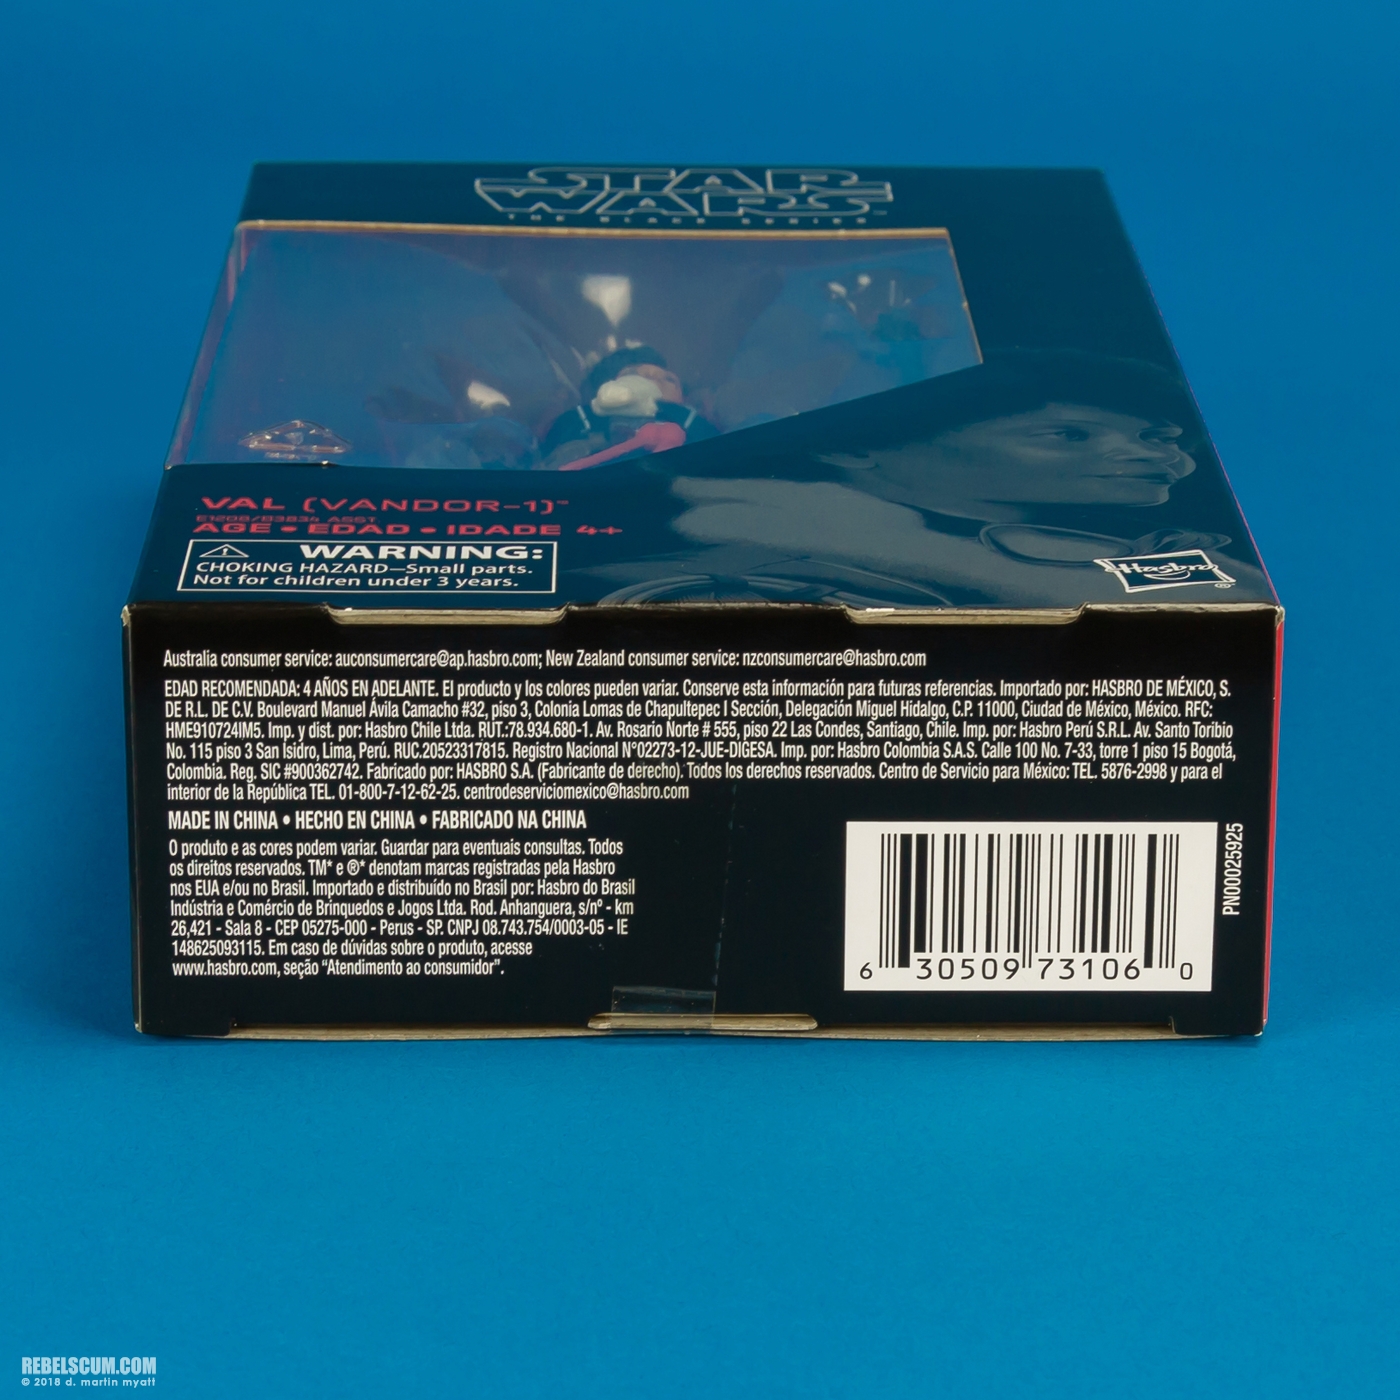 STAR
WARS
THE BLACK SERIES
VAL (VANDOR-1)™
E1208/B3834 ASST
AGE • EDAD • IDADE 4+
WARNING:
CHOKING HAZARD—Small parts.
Not for children under 3 years.
Hasbro
®
Australia consumer service: auconsumercare@ap.hasbro.com; New Zealand consumer service: nzconsumercare@hasbro.com
EDAD RECOMENDADA: 4 AÑOS EN ADELANTE. El producto y los colores pueden variar. Conserve esta información para futuras referencias. Importado por: HASBRO DE MÉXICO, S.
DE R.L. DE C.V. Boulevard Manuel Ávila Camacho #32, piso 3, Colonia Lomas de Chapultepec I Sección, Delegación Miguel Hidalgo, C.P. 11000, Ciudad de México, México. RFC:
HME910724IM5. Imp. y dist. por: Hasbro Chile Ltda. RUT.:78.934.680-1. Av. Rosario Norte # 555, piso 22 Las Condes, Santiago, Chile. Imp. por: Hasbro Perú S.R.L. Av. Santo Toribio
No. 115 piso 3 San Isidro, Lima, Perú. RUC.20523317815. Registro Nacional N°02273-12-JUE-DIGESA. Imp. por: Hasbro Colombia S.A.S. Calle 100 No. 7-33, torre 1 piso 15 Bogotá,
Colombia. Reg. SIC #900362742. Fabricado por: HASBRO S.A. (Fabricante de derecho). Todos los derechos reservados. Centro de Servicio para México: TEL. 5876-2998 y para el
interior de la República TEL. 01-800-7-12-62-25. centrodeserviciomexico@hasbro.com
MADE IN CHINA • HECHO EN CHINA • FABRICADO NA CHINA
O produto e as cores podem variar. Guardar para eventuais consultas. Todos
os direitos reservados. TM* e ®* denotam marcas registradas pela Hasbro
nos EUA e/ou no Brasil. Importado e distribuído no Brasil por: Hasbro do Brasil
Indústria e Comércio de Brinquedos e Jogos Ltda. Rod. Anhanguera, s/nº - km
26,421 - Sala 8 - CEP 05275-000 - Perus - SP. CNPJ 08.743.754/0003-05 - IE
148625093115. Em caso de dúvidas sobre o produto, acesse
www.hasbro.com, seção “Atendimento ao consumidor”.
6 30509 73106 0
PN00025925
REBELSCUM.COM
© 2018 d. martin myatt